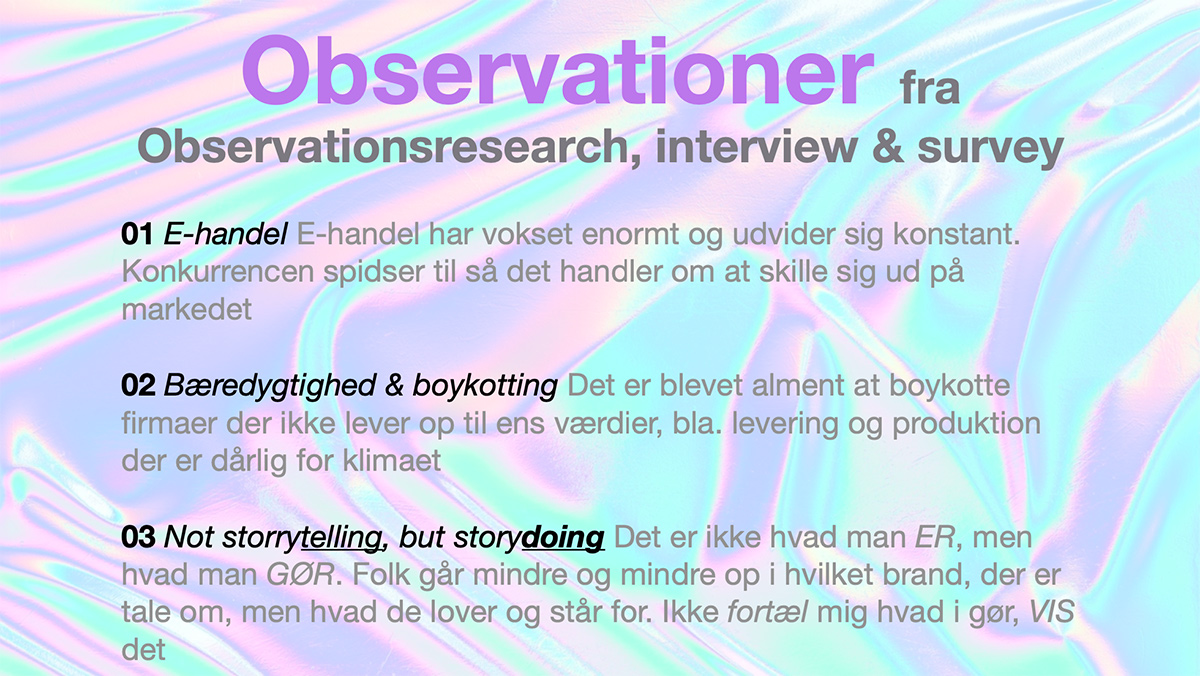 Observationer fra
Observationsresearch, interview & survey
01 E-handel E-handel har vokset enormt og udvider sig konstant.
Konkurrencen spidser til så det handler om at skille sig ud på
markedet
02 Bæredygtighed & boykotting Det er blevet alment at boykotte
firmaer der ikke lever op til ens værdier, bla. levering og produktion
der er dårlig for klimaet
03 Not storrytelling, but storydoing Det er ikke hvad man ER, men
hvad man GØR. Folk går mindre og mindre op i hvilket brand, der er
tale om, men hvad de lover og står for. Ikke fortæl mig hvad i gør, VIS
det